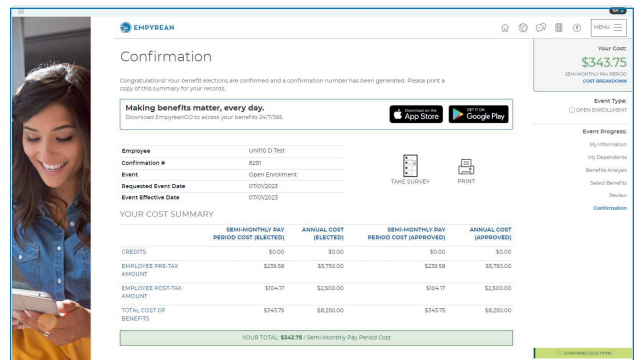 EMPYREAN
MENU
Confirmation
Congratulations! Your benefit elections are confirmed and a confirmation number has been generated. Please print a
copy of this summary for your records.
Making benefits matter, every day.
Download EmpyreanGO to access your benefits 24/7/365.
Download on the
App Store
GET IT ON
Google Play
Employee Unit10 D Test
Confirmation # 8291
Event Open Enrollment
Requested Event Date 07/01/2023
Event Effective Date 07/01/2023
TAKE SURVEY
PRINT
YOUR COST SUMMARY
SEMI-MONTHLY PAY PERIOD COST (ELECTED)
ANNUAL COST (ELECTED)
SEMI-MONTHLY PAY PERIOD COST (APPROVED)
ANNUAL COST (APPROVED)
CREDITS $0.00 $0.00 $0.00 $0.00
EMPLOYEE PRE-TAX $239.58 $5,750.00 $239.58 $5,750.00
AMOUNT
EMPLOYEE POST-TAX $104.17 $2,500.00 $104.17 $2,500.00
AMOUNT
TOTAL COST OF $343.75 $8,250.00 $343.75 $8,250.00
BENEFITS
YOUR TOTAL: $343.75 / Semi-Monthly Pay Period Cost
Your Cost:
$343.75
SEMI-MONTHLY PAY PERIOD
COST BREAKDOWN
Event Type:
OPEN ENROLLMENT
Event Progress:
My Information
My Dependents
Benefits Analysis
Select Benefits
Review
Confirmation
CONFIRMED ELECTIONS